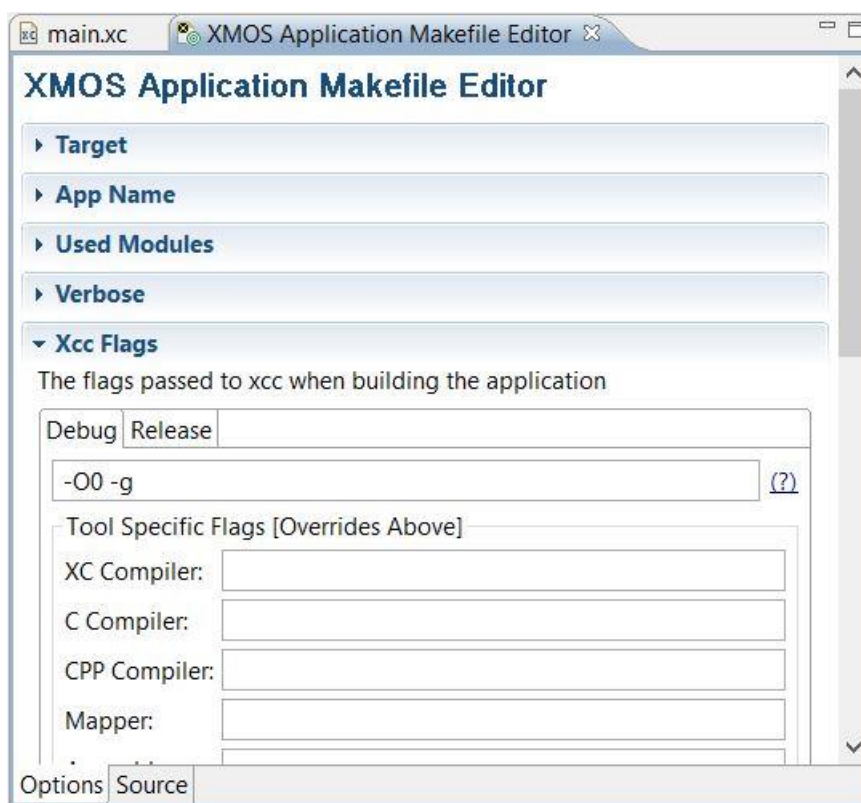 main.xc
XMOS Application Makefile Editor
XMOS Application Makefile Editor
Target
App Name
Used Modules
Verbose
Xcc Flags
The flags passed to xcc when building the application
Debug Release
-O0 -g
(?)
Tool Specific Flags [Overrides Above]
XC Compiler:
C Compiler:
CPP Compiler:
Mapper:
Options Source